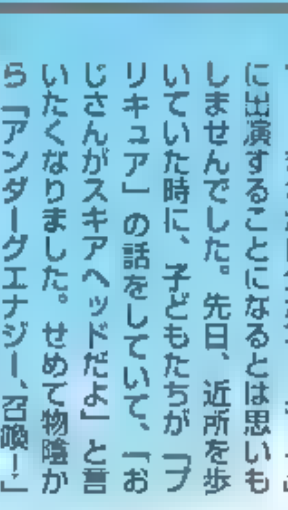 に出演することになるとは思いも
しませんでした。先日、近所を歩
いていた時に、子どもたちが『プ
リキュア』の話をしていて、「お
じさんがスキアヘッドだよ」と言
いたくなりました。せめて物陰か
ら「アンダーグエナジー、召喚！」